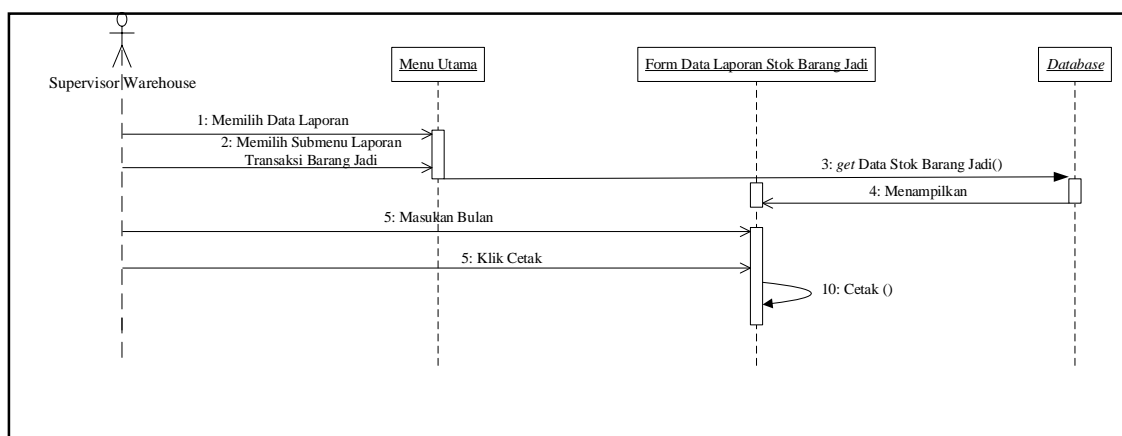 Supervisor Warehouse
Menu Utama
Form Data Laporan Stok Barang Jadi
Database
1: Memilih Data Laporan
2: Memilih Submenu Laporan
Transaksi Barang Jadi
3: get Data Stok Barang Jadi()
4: Menampilkan
5: Masukan Bulan
5: Klik Cetak
10: Cetak ()